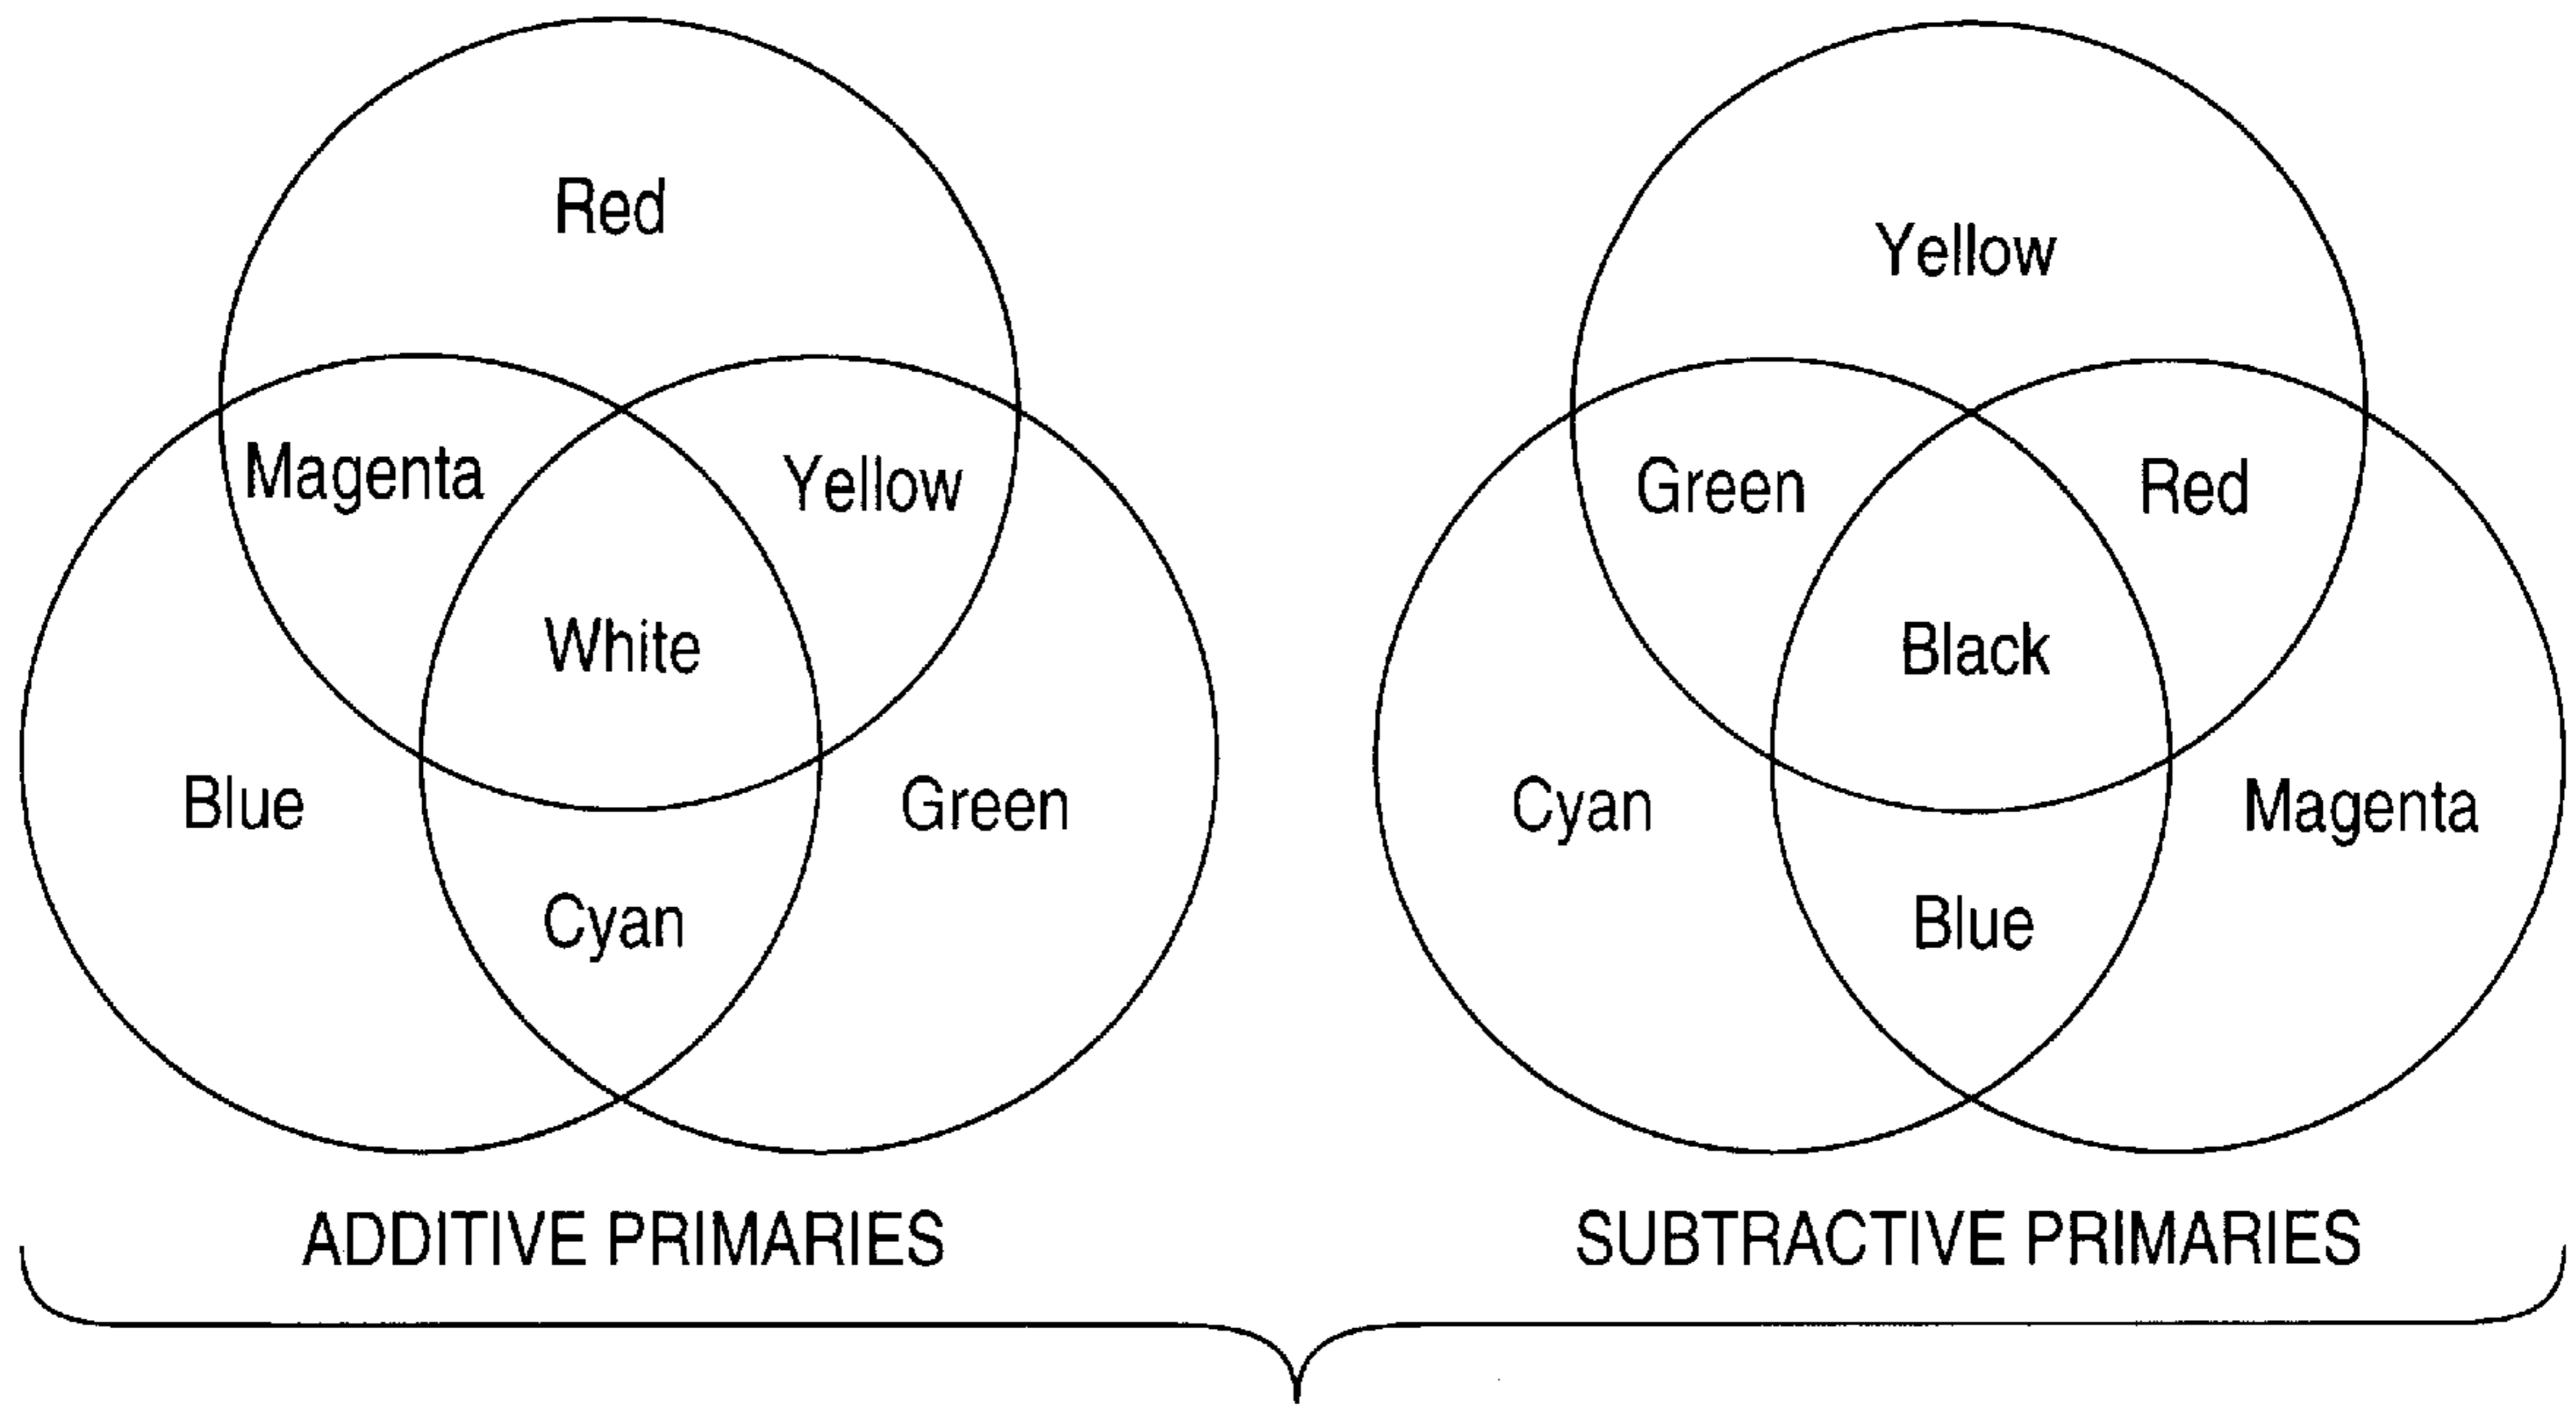 Red
Magenta
Yellow
White
Blue
Green
Cyan
ADDITIVE PRIMARIES
Yellow
Green
Red
Black
Cyan
Magenta
Blue
SUBTRACTIVE PRIMARIES